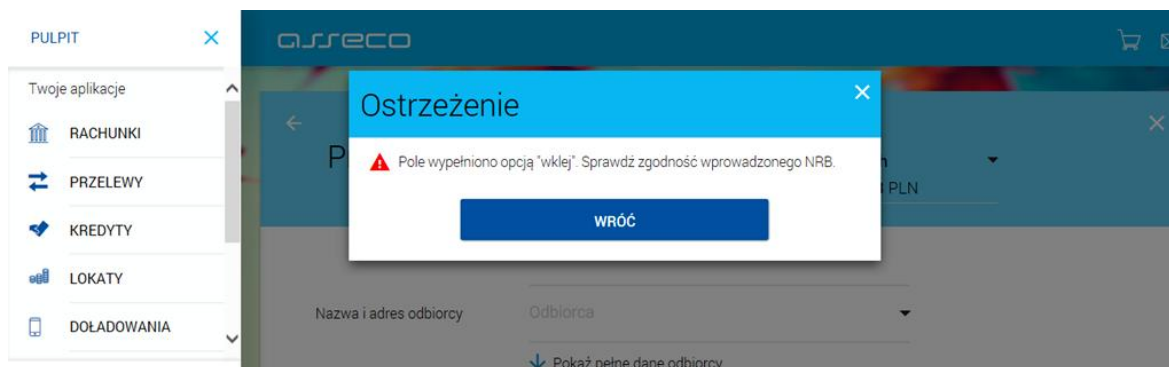 PULPIT
asseco
Twoje aplikacje
RACHUNKI
PRZELEWY
KREDYTY
LOKATY
DOŁADOWANIA
Ostrzeżenie
Pole wypełniono opcją "wklej". Sprawdź zgodność wprowadzonego NRB.
WRÓĆ
PLN
Nazwa i adres odbiorcy
Odbiorca
Pokaż pełne dane odbiorcy